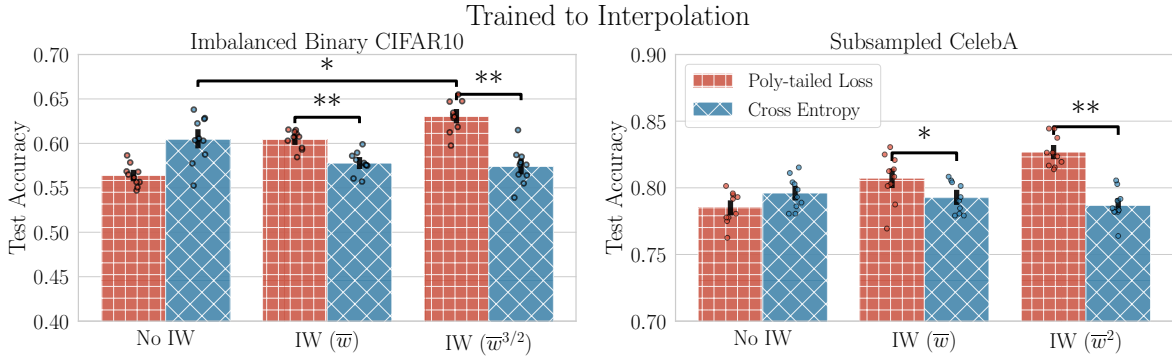 Trained to Interpolation
Imbalanced Binary CIFAR10
Test Accuracy
0.70
0.65
0.60
0.55
0.50
0.45
0.40
*
**
**
No IW
IW (w̅)
IW (w̅^{3/2})
Subsampled CelebA
Test Accuracy
0.90
0.85
0.80
0.75
0.70
Poly-tailed Loss
Cross Entropy
*
**
No IW
IW (w̅)
IW (w̅²)